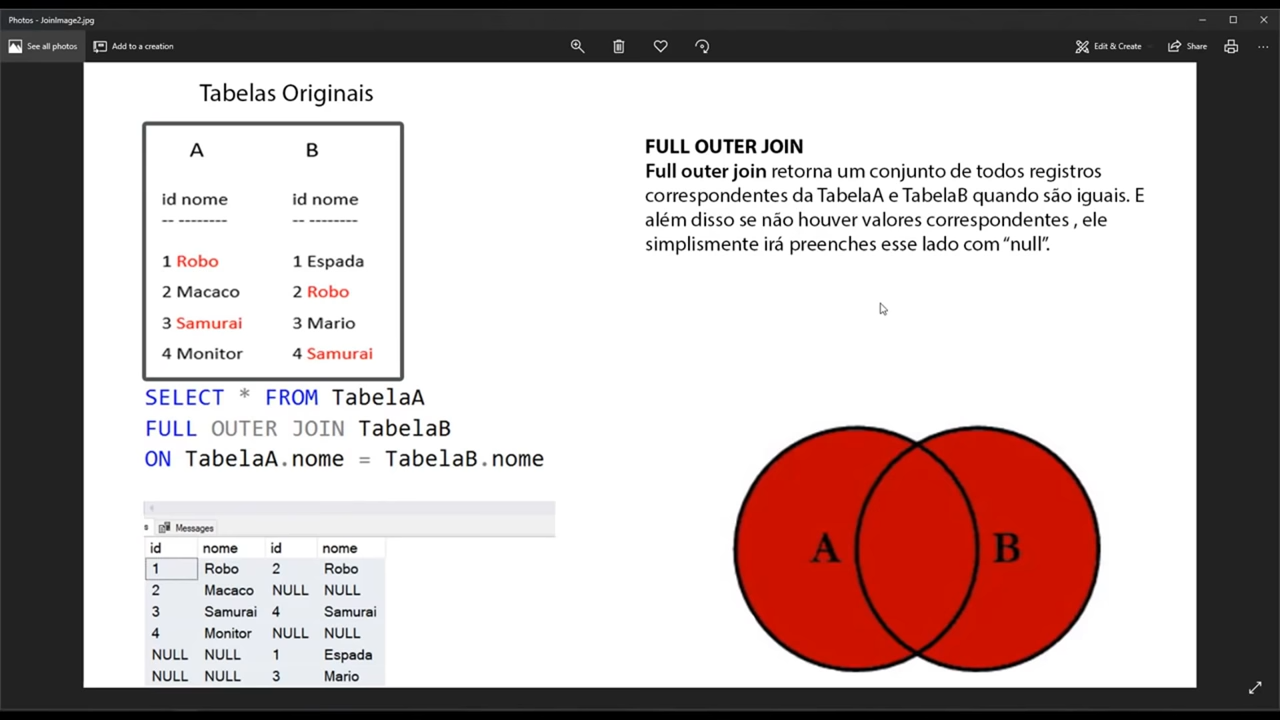 Photos - JoinImage2.jpg
See all photos
Add to a creation
Edit & Create
Share
Tabelas Originais
A B
id nome id nome
-- -------- -- --------
1 Robo 1 Espada
2 Macaco 2 Robo
3 Samurai 3 Mario
4 Monitor 4 Samurai
SELECT * FROM TabelaA
FULL OUTER JOIN TabelaB
ON TabelaA.nome = TabelaB.nome
s Messages
id nome id nome
1 Robo 2 Robo
2 Macaco NULL NULL
3 Samurai 4 Samurai
4 Monitor NULL NULL
NULL NULL 1 Espada
NULL NULL 3 Mario
FULL OUTER JOIN
Full outer join retorna um conjunto de todos registros
correspondentes da TabelaA e TabelaB quando são iguais. E
além disso se não houver valores correspondentes , ele
simplismente irá preenches esse lado com “null”.
A B